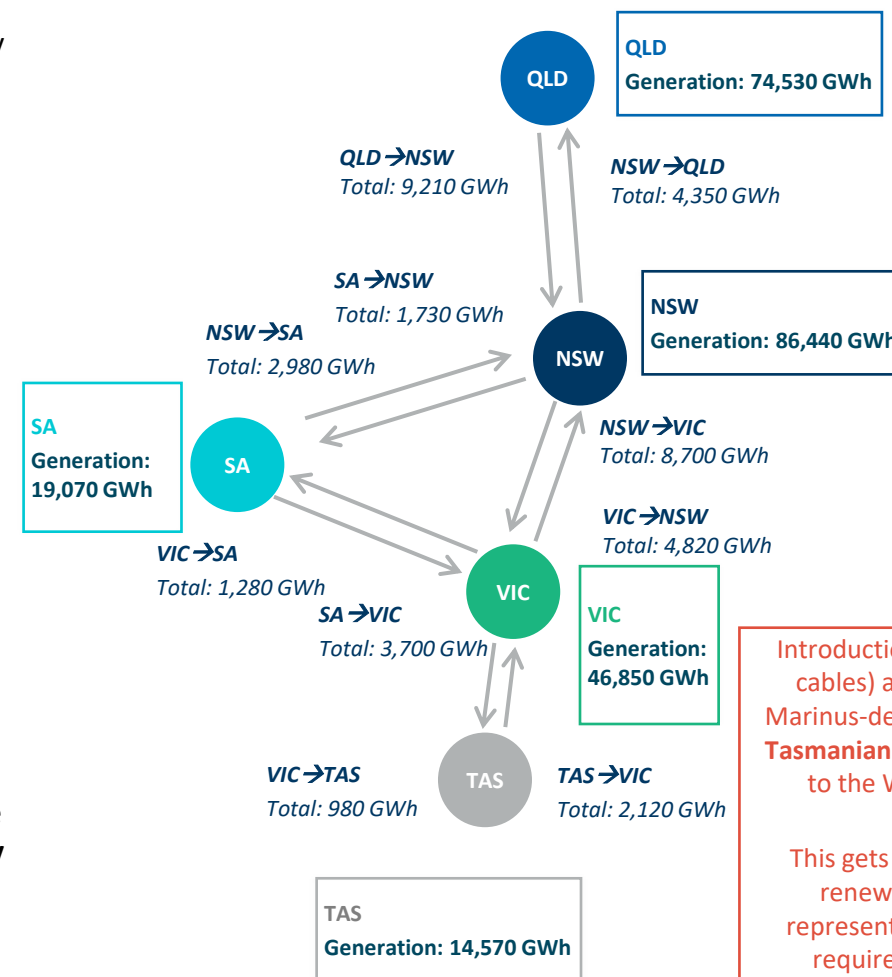 QLD
Generation: 74,530 GWh
QLD
QLD→NSW
Total: 9,210 GWh
NSW→QLD
Total: 4,350 GWh
SA→NSW
Total: 1,730 GWh
NSW→SA
Total: 2,980 GWh
NSW
Generation: 86,440 GWh
NSW
SA
Generation:
19,070 GWh
SA
NSW→VIC
Total: 8,700 GWh
VIC→NSW
Total: 4,820 GWh
VIC→SA
Total: 1,280 GWh
SA→VIC
Total: 3,700 GWh
VIC
VIC
Generation:
46,850 GWh
VIC→TAS
Total: 980 GWh
TAS
TAS→VIC
Total: 2,120 GWh
TAS
Generation: 14,570 GWh
cables) a
Marinus-de
Tasmanian
to the
This gets
renew
represent
require